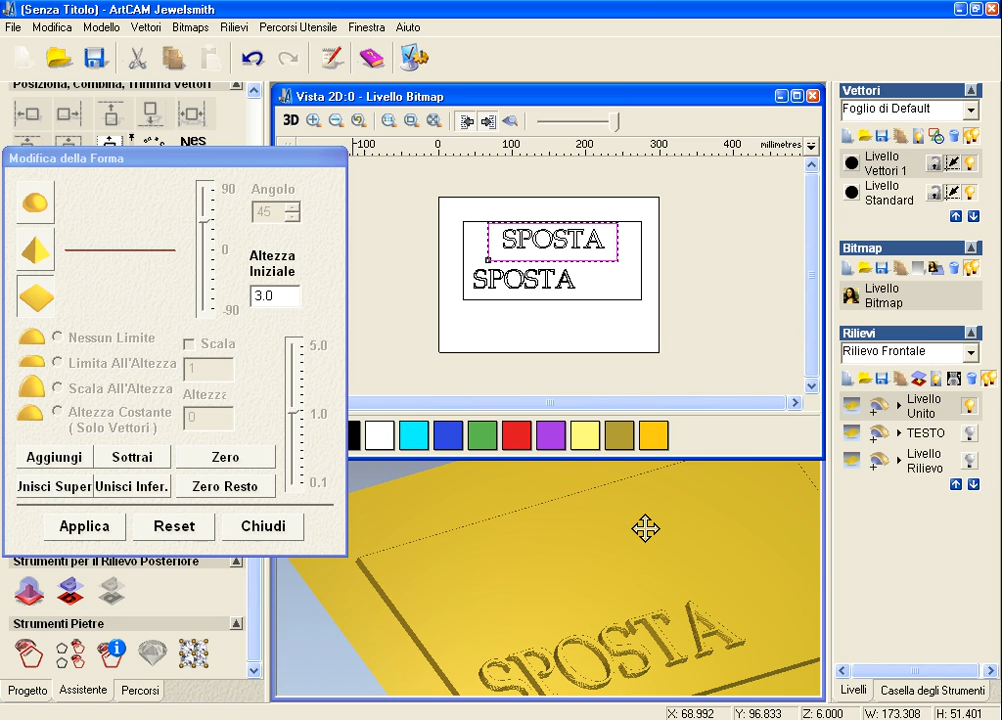 (Senza Titolo) - ArtCAM Jewelsmith
File Modifica Modello Vettori Bitmaps Rilievi Percorsi Utensile Finestra Aiuto
Posiziona, Combina, Trimma Vettori
Nes
Modifica della Forma
90
0
-90
Angolo
45
Altezza
Iniziale
3.0
Nessun Limite
Limita All'Altezza
Scala All'Altezza
Altezza Costante
( Solo Vettori )
Scala
1
Altezza
0
5.0
1.0
0.1
Aggiungi Sottrai Zero
Unisci Super Unisci Infer. Zero Resto
Applica Reset Chiudi
Strumenti per il Rilievo Posteriore
Strumenti Pietre
Progetto Assistente Percorsi
Vista 2D:0 - Livello Bitmap
3D
-100 0 100 200 300 400 millimetres
SPOSTA
SPOSTA
SPOSTA
Vettori
Foglio di Default
Livello
Vettori 1
Livello
Standard
Bitmap
Livello
Bitmap
Rilievi
Rilievo Frontale
Livello
Unito
TESTO
Livello
Rilievo
Livelli Casella degli Strumenti
X: 68.992 Y: 96.833 Z: 6.000 W: 173.308 H: 51.401